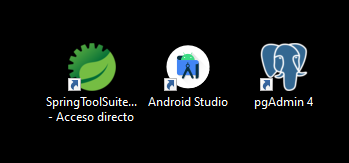 SpringToolSuite... Android Studio pgAdmin 4
- Acceso directo